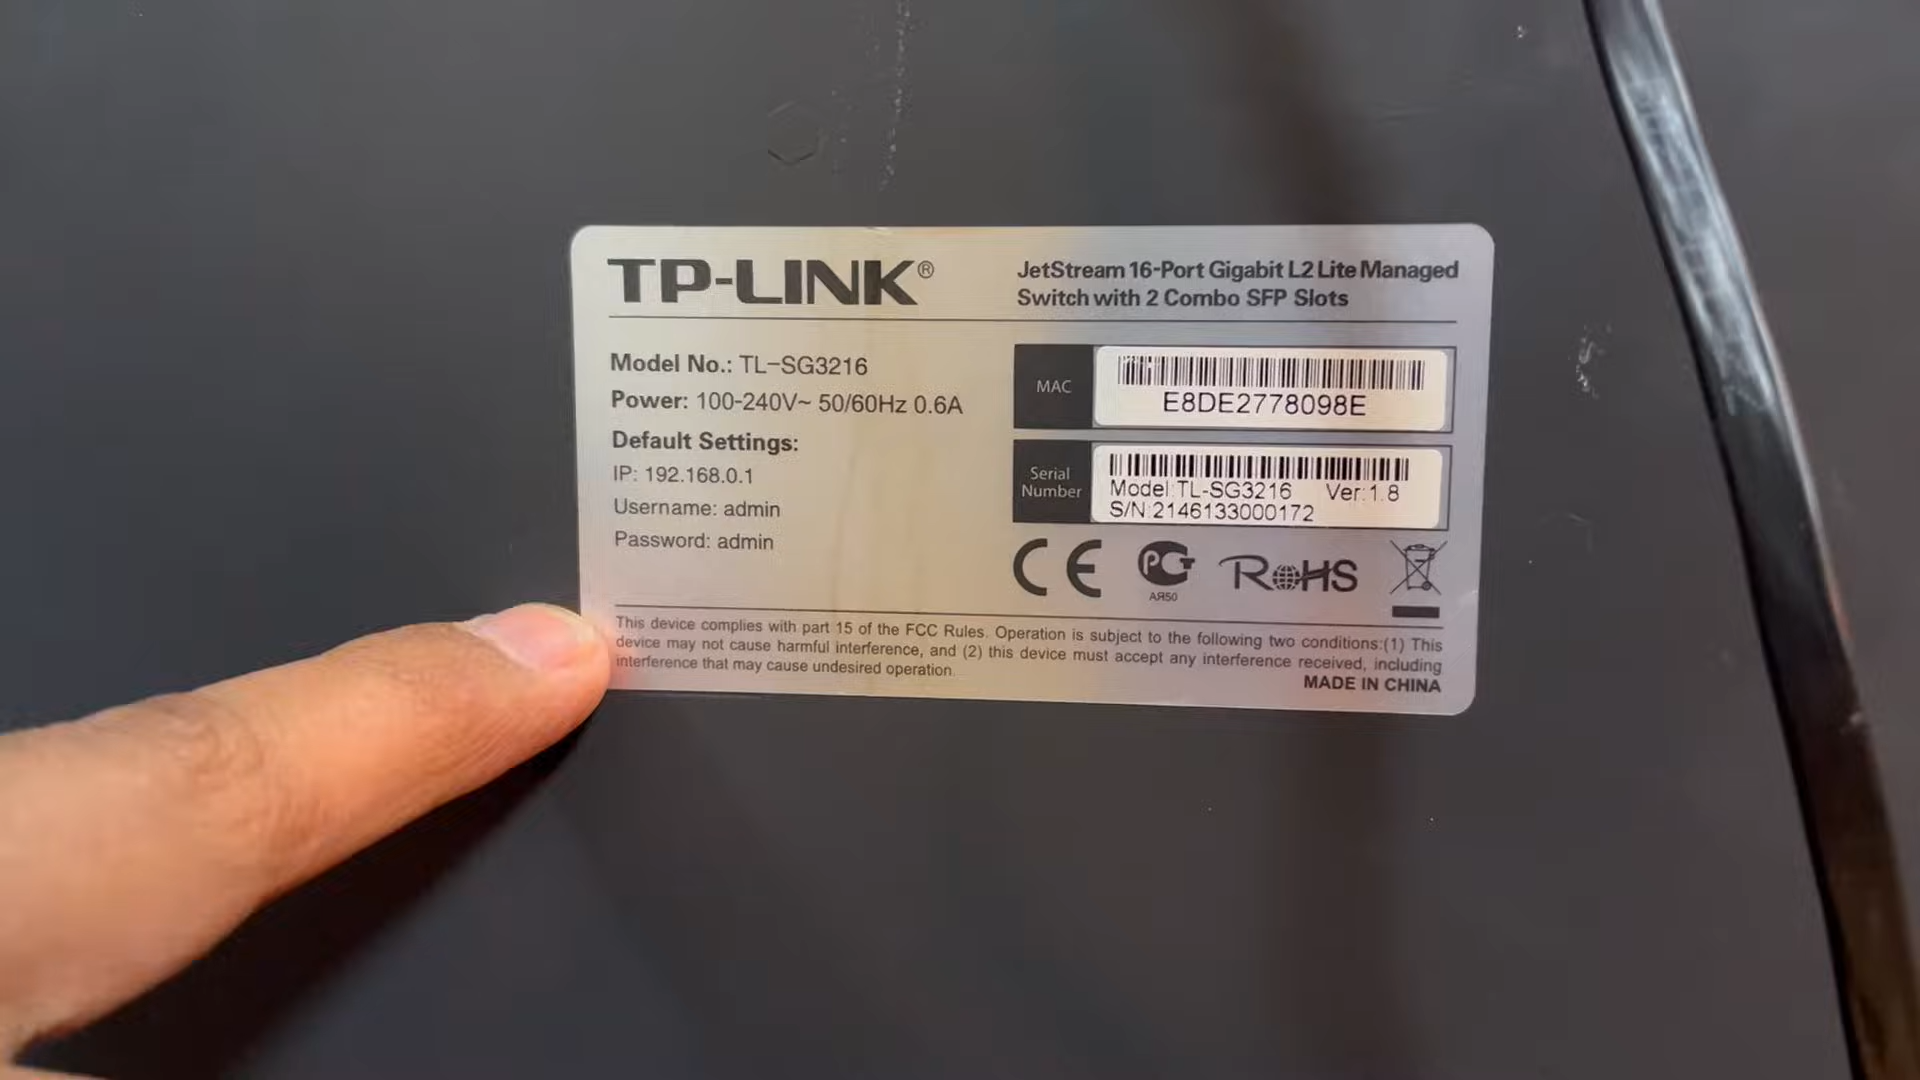 TP-LINK®
JetStream 16-Port Gigabit L2 Lite Managed
Switch with 2 Combo SFP Slots
Model No.: TL-SG3216
Power: 100-240V~ 50/60Hz 0.6A
Default Settings:
IP: 192.168.0.1
Username: admin
Password: admin
MAC
E8DE2778098E
Serial
Number
Model:TL-SG3216 Ver:1.8
S/N:2146133000172
CE
РСТ
АЯ50
RoHS
This device complies with part 15 of the FCC Rules. Operation is subject to the following two conditions:(1) This
device may not cause harmful interference, and (2) this device must accept any interference received, including
interference that may cause undesired operation.
MADE IN CHINA